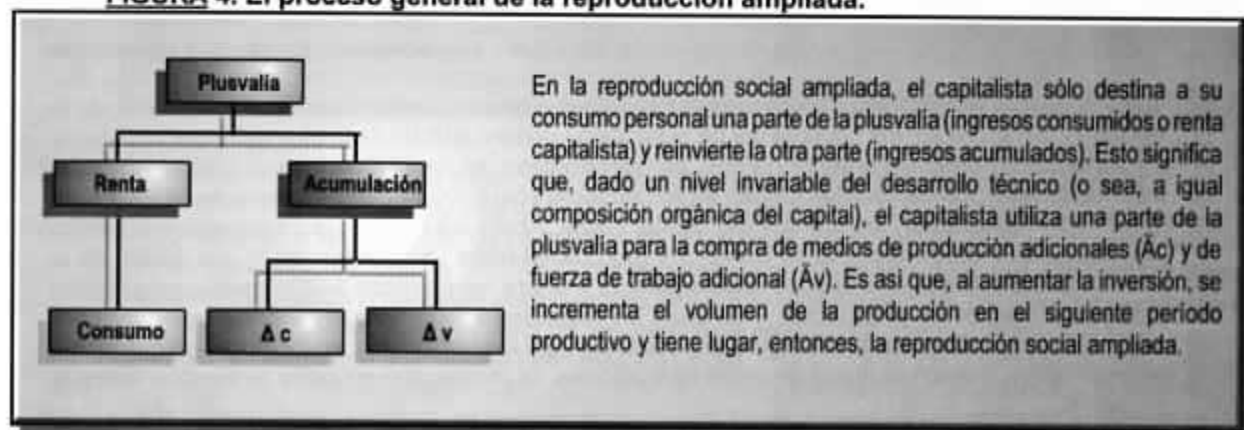 FIGURA 4. El proceso general de la reproducción ampliada.
Plusvalía
Renta
Acumulación
Consumo
Δ c
Δ v
En la reproducción social ampliada, el capitalista sólo destina a su
consumo personal una parte de la plusvalía (ingresos consumidos o renta
capitalista) y reinvierte la otra parte (ingresos acumulados). Esto significa
que, dado un nivel invariable del desarrollo técnico (o sea, a igual
composición orgánica del capital), el capitalista utiliza una parte de la
plusvalía para la compra de medios de producción adicionales (Äc) y de
fuerza de trabajo adicional (Äv). Es así que, al aumentar la inversión, se
incrementa el volumen de la producción en el siguiente periodo
productivo y tiene lugar, entonces, la reproducción social ampliada.